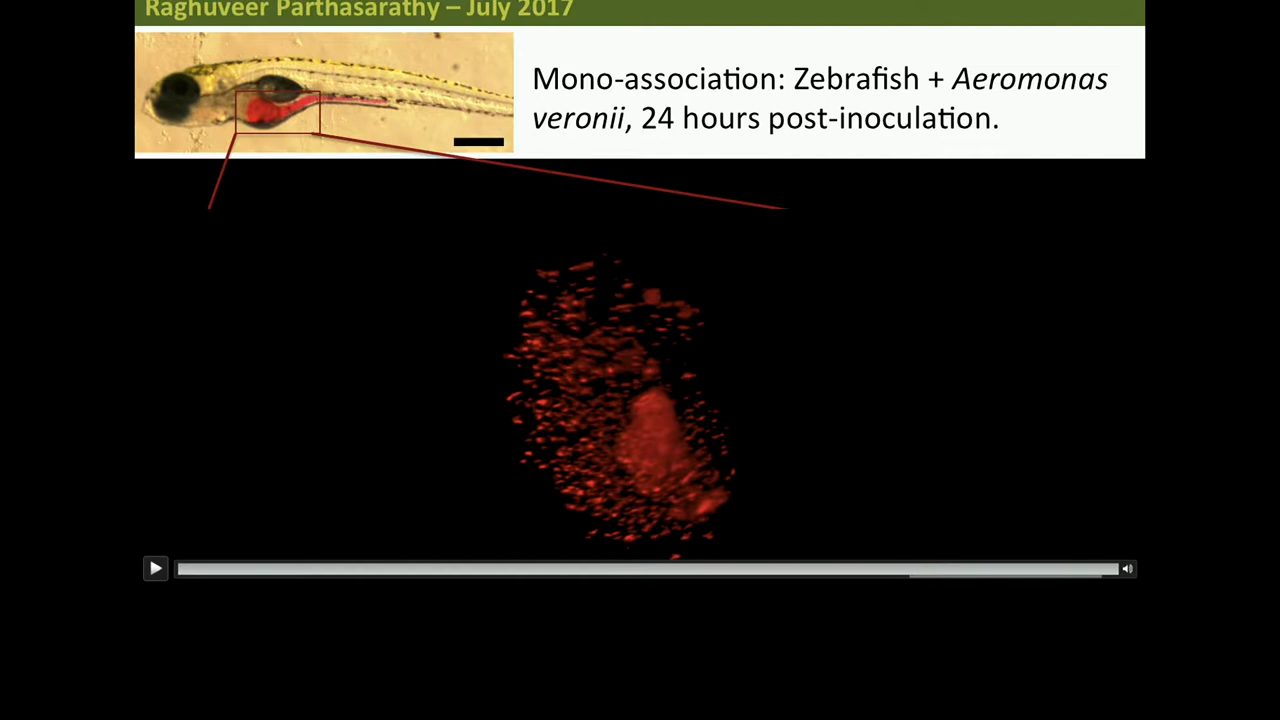 Raghuveer Parthasarathy – July 2017
Mono-association: Zebrafish + Aeromonas
veronii, 24 hours post-inoculation.